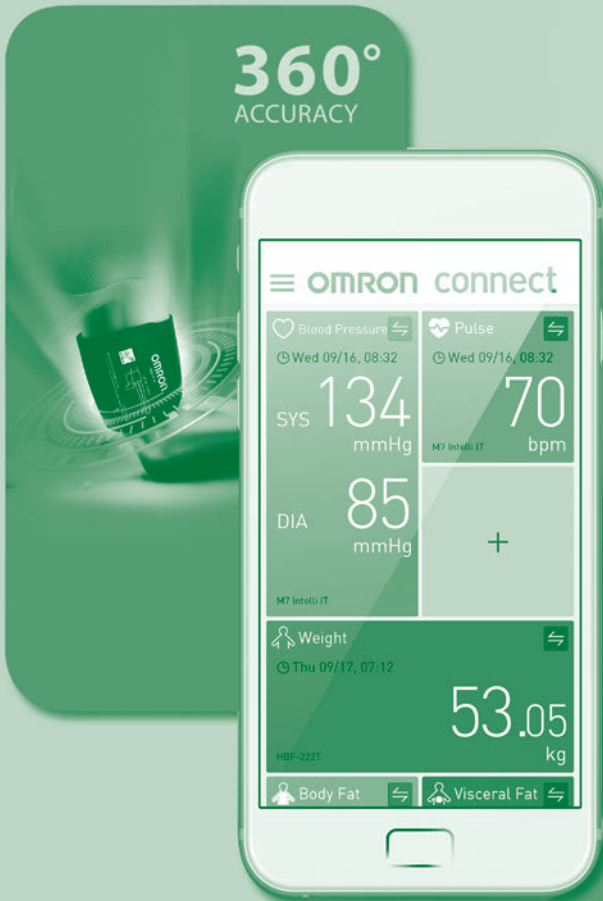 360°
ACCURACY
OMRON
OMRON connect
Blood Pressure
Wed 09/16, 08:32
SYS 134
mmHg
DIA 85
mmHg
M7 Intelli IT
Pulse
Wed 09/16, 08:32
70
M7 Intelli IT bpm
+
Weight
Thu 09/17, 07:12
53.05
kg
HBF-222T
Body Fat
Visceral Fat